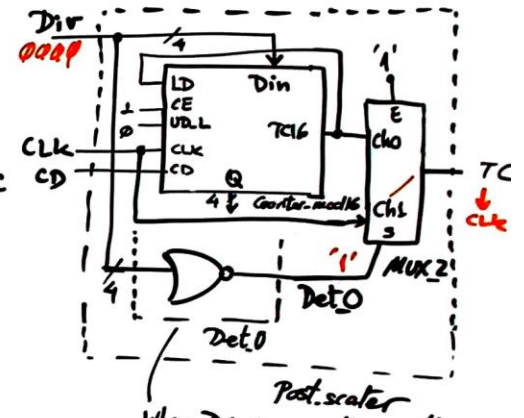 Div
0000
4
'1'
LD
Din
1
CE
E
0
UD_L
TC16
Ch0
CLK
CLK
TC
CD
CD
Q
CLK
4
Counter_mod16
Ch1
S
'1'
MUX_2
4
Det_0
Det_0
Post_scaler